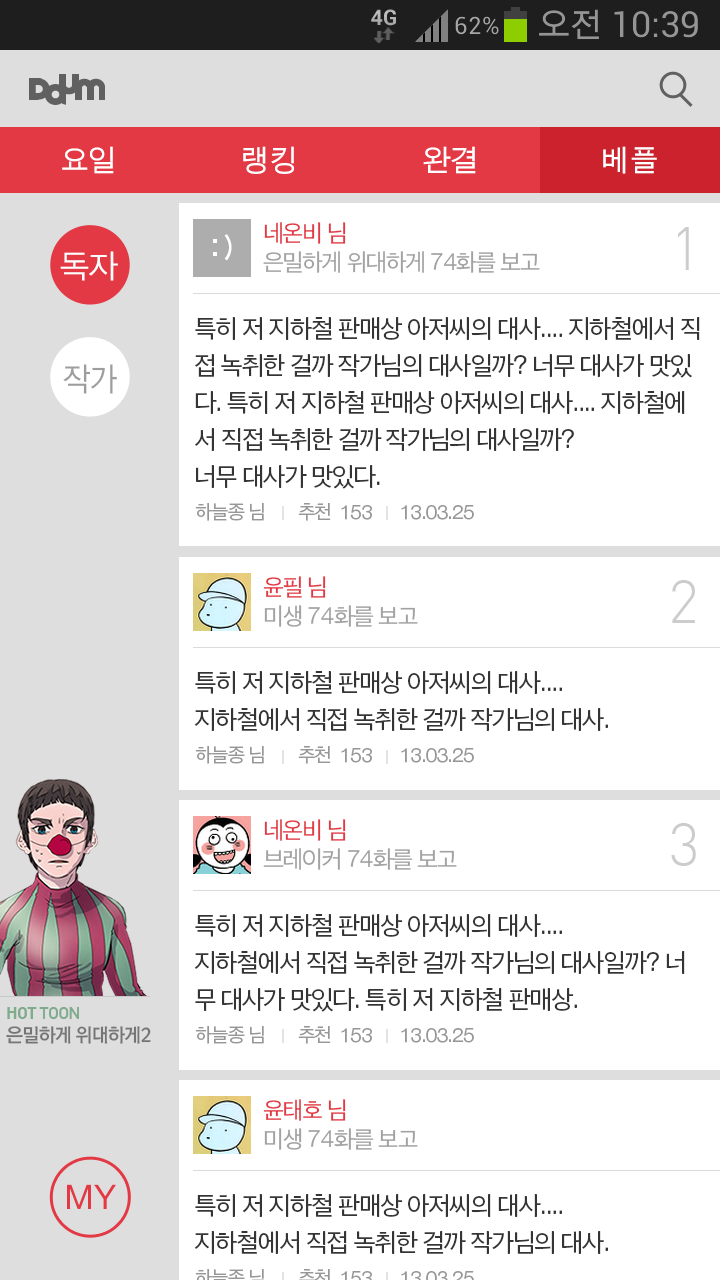 4G 62% 오전 10:39
Daum
요일 랭킹 완결 베플
독자
작가
네온비 님
은밀하게 위대하게 74화를 보고
1
특히 저 지하철 판매상 아저씨의 대사.... 지하철에서 직
접 녹취한 걸까 작가님의 대사일까? 너무 대사가 맛있
다. 특히 저 지하철 판매상 아저씨의 대사.... 지하철에
서 직접 녹취한 걸까 작가님의 대사일까?
너무 대사가 맛있다.
하늘종 님 | 추천 153 | 13.03.25
윤필 님
미생 74화를 보고
2
특히 저 지하철 판매상 아저씨의 대사....
지하철에서 직접 녹취한 걸까 작가님의 대사.
하늘종 님 | 추천 153 | 13.03.25
네온비 님
브레이커 74화를 보고
3
특히 저 지하철 판매상 아저씨의 대사....
지하철에서 직접 녹취한 걸까 작가님의 대사일까? 너
무 대사가 맛있다. 특히 저 지하철 판매상.
하늘종 님 | 추천 153 | 13.03.25
HOT TOON
은밀하게 위대하게2
MY
윤태호 님
미생 74화를 보고
특히 저 지하철 판매상 아저씨의 대사....
지하철에서 직접 녹취한 걸까 작가님의 대사.
하늘종 님 | 추천 153 | 13.03.25